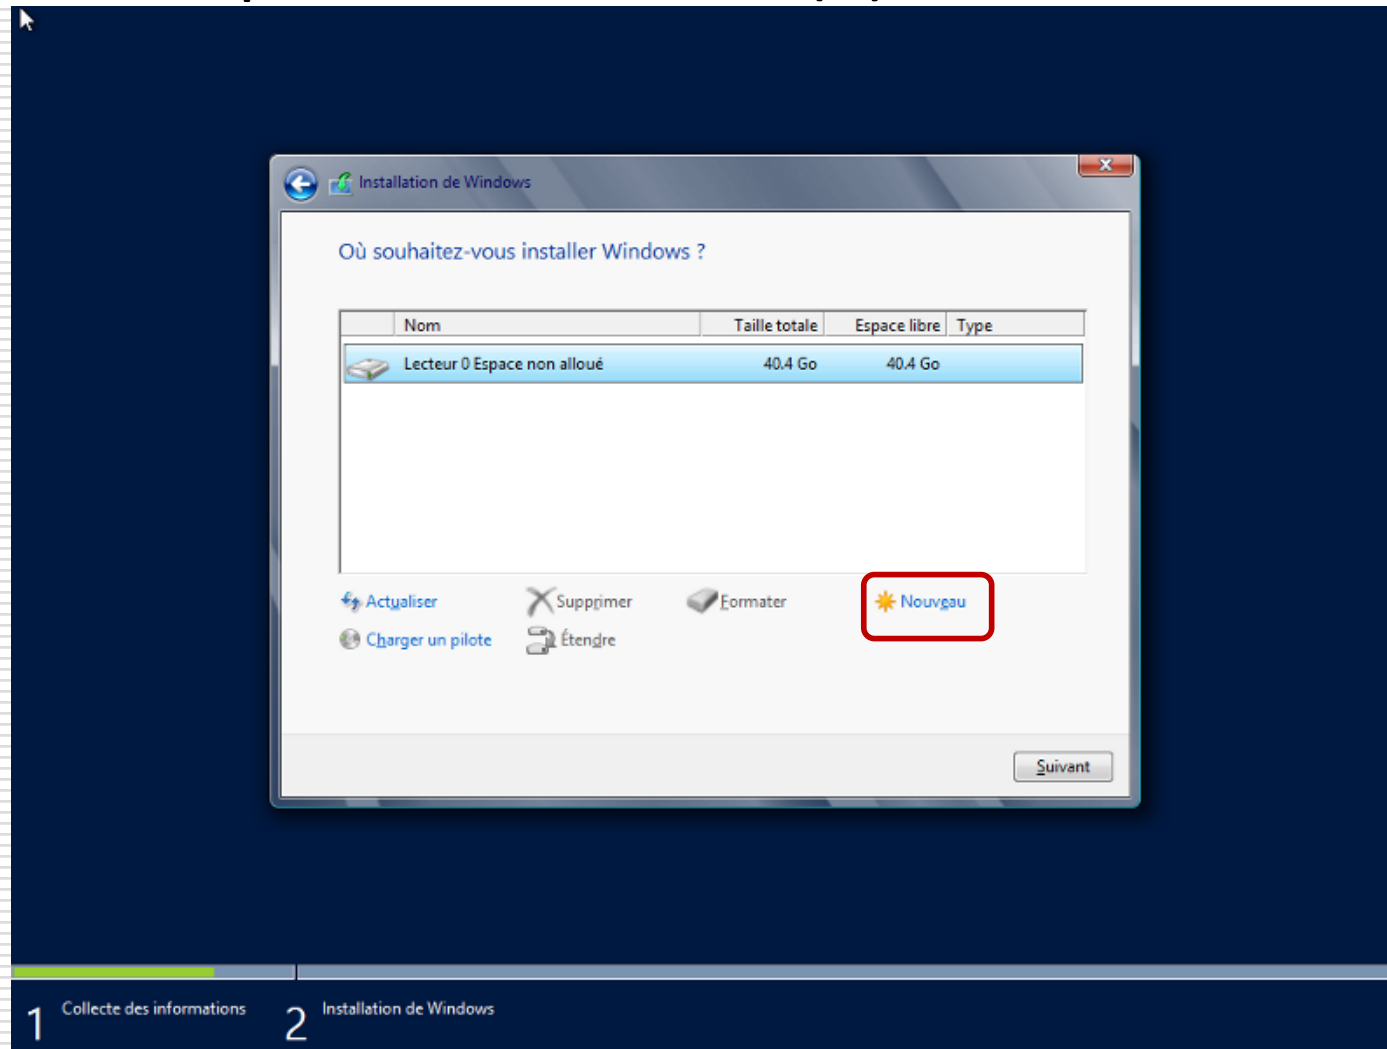 Installation de Windows
Où souhaitez-vous installer Windows ?
Nom Taille totale Espace libre Type
Lecteur 0 Espace non alloué 40.4 Go 40.4 Go
Actualiser Supprimer Formater Nouveau
Charger un pilote Étendre
Suivant
1 Collecte des informations 2 Installation de Windows